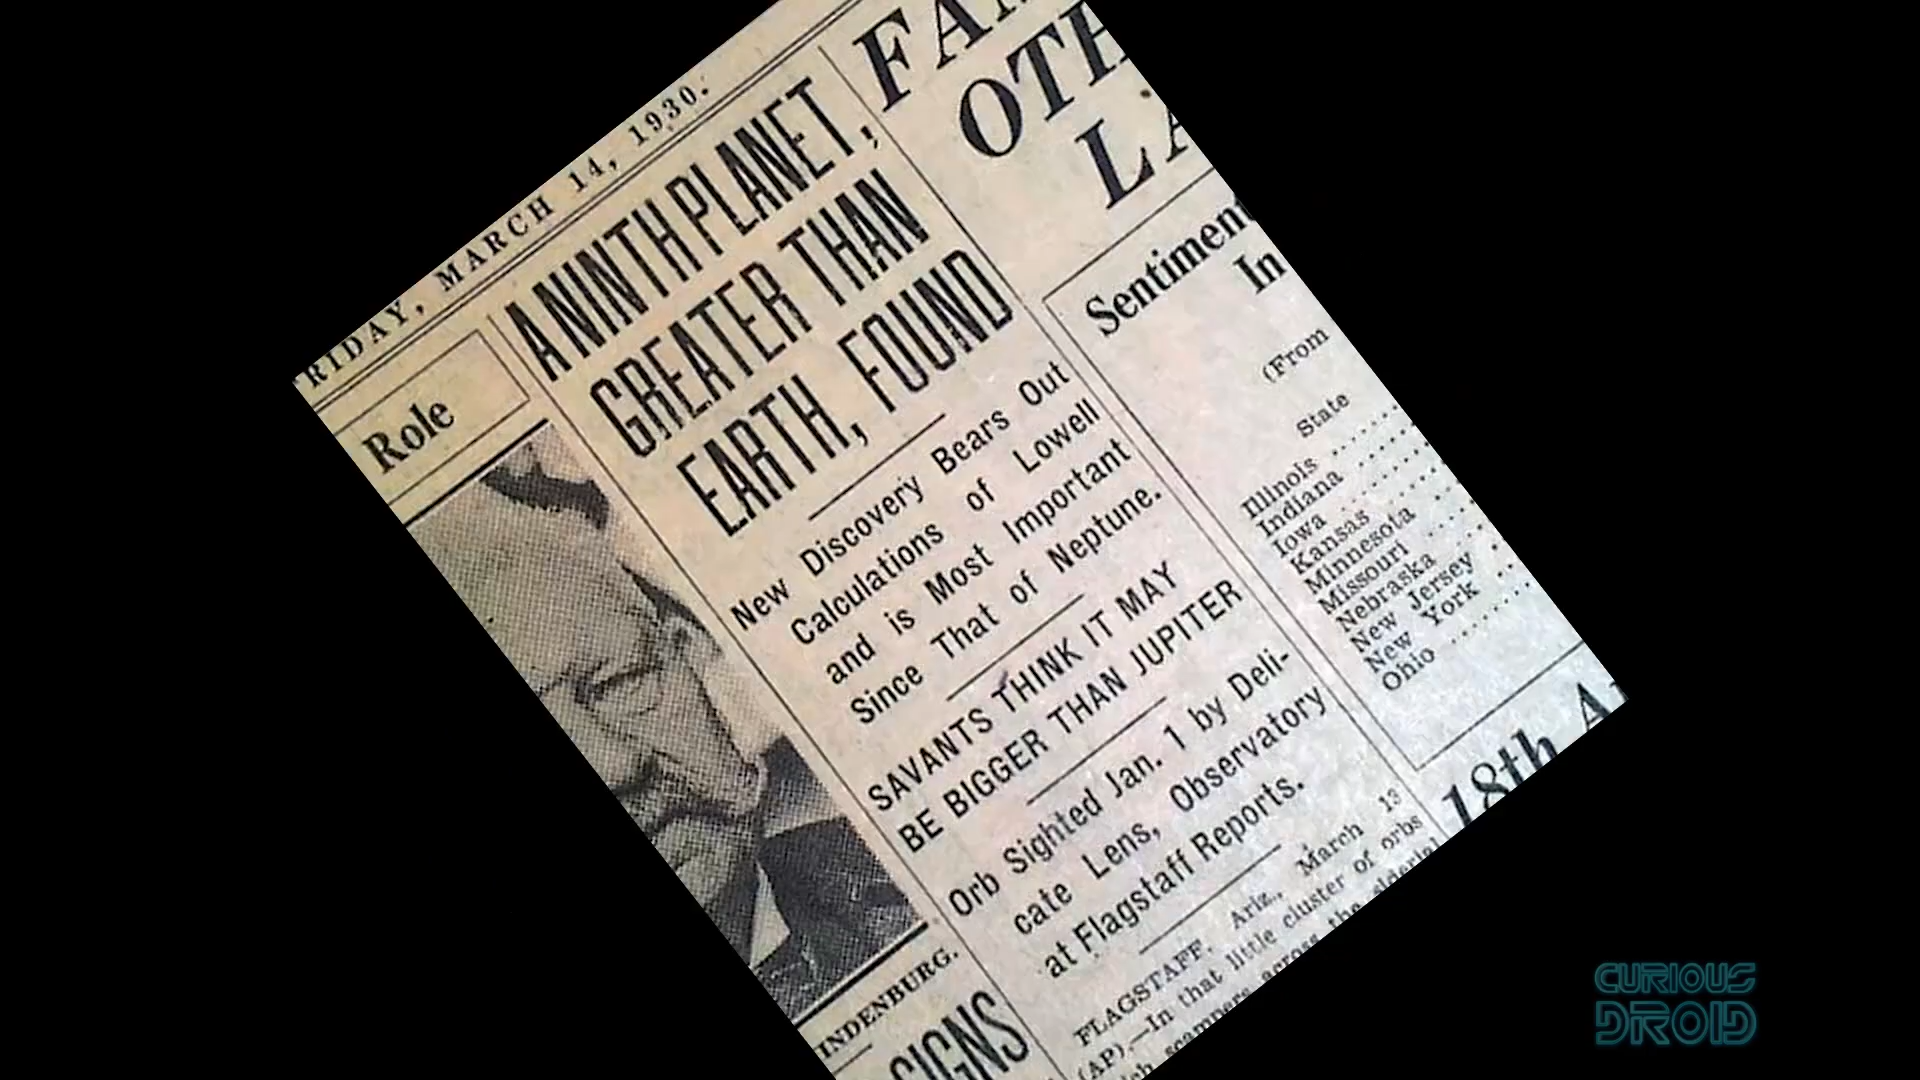 RIDAY, MARCH 14, 1930.
Role
INDENBURG.
SIGNS
A NINTH PLANET,
GREATER THAN
EARTH, FOUND
New Discovery Bears Out
Calculations of Lowell
and is Most Important
Since That of Neptune.
SAVANTS THINK IT MAY
BE BIGGER THAN JUPITER
Orb Sighted Jan. 1 by Deli-
cate Lens, Observatory
at Flagstaff Reports.
FLAGSTAFF, Ariz., March 13
(AP).—In that little cluster of orbs
scampers across the
OTH
LA
Sentiment
In
(From
State
Illinois
Indiana
Iowa
Kansas
Minnesota
Missouri
Nebraska
New Jersey
New York
Ohio
18th A
CURIOUS
DROID